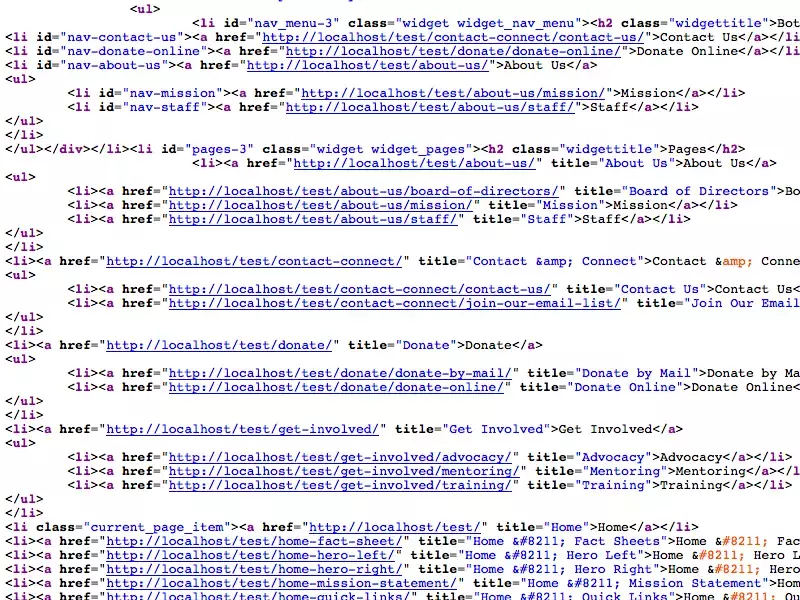 <ul>
<li id="nav_menu-3" class="widget widget_nav_menu"><h2 class="widgettitle">Bot
<li id="nav-contact-us"><a href="http://localhost/test/contact-connect/contact-us/">Contact Us</a></li
<li id="nav-donate-online"><a href="http://localhost/test/donate/donate-online/">Donate Online</a></li
<li id="nav-about-us"><a href="http://localhost/test/about-us/">About Us</a>
<ul>
<li id="nav-mission"><a href="http://localhost/test/about-us/mission/">Mission</a></li>
<li id="nav-staff"><a href="http://localhost/test/about-us/staff/">Staff</a></li>
</ul>
</li>
</ul></div></li><li id="pages-3" class="widget widget_pages"><h2 class="widgettitle">Pages</h2>
<li><a href="http://localhost/test/about-us/" title="About Us">About Us</a>
<ul>
<li><a href="http://localhost/test/about-us/board-of-directors/" title="Board of Directors">Bo
<li><a href="http://localhost/test/about-us/mission/" title="Mission">Mission</a></li>
<li><a href="http://localhost/test/about-us/staff/" title="Staff">Staff</a></li>
</ul>
</li>
<li><a href="http://localhost/test/contact-connect/" title="Contact &amp; Connect">Contact &amp; Conne
<ul>
<li><a href="http://localhost/test/contact-connect/contact-us/" title="Contact Us">Contact Us<
<li><a href="http://localhost/test/contact-connect/join-our-email-list/" title="Join Our Email
</ul>
</li>
<li><a href="http://localhost/test/donate/" title="Donate">Donate</a>
<ul>
<li><a href="http://localhost/test/donate/donate-by-mail/" title="Donate by Mail">Donate by Ma
<li><a href="http://localhost/test/donate/donate-online/" title="Donate Online">Donate Online<
</ul>
</li>
<li><a href="http://localhost/test/get-involved/" title="Get Involved">Get Involved</a>
<ul>
<li><a href="http://localhost/test/get-involved/advocacy/" title="Advocacy">Advocacy</a></li>
<li><a href="http://localhost/test/get-involved/mentoring/" title="Mentoring">Mentoring</a></l
<li><a href="http://localhost/test/get-involved/training/" title="Training">Training</a></li>
</ul>
</li>
<li class="current_page_item"><a href="http://localhost/test/" title="Home">Home</a></li>
<li><a href="http://localhost/test/home-fact-sheet/" title="Home &#8211; Fact Sheets">Home &#8211; Fac
<li><a href="http://localhost/test/home-hero-left/" title="Home &#8211; Hero Left">Home &#8211; Hero L
<li><a href="http://localhost/test/home-hero-right/" title="Home &#8211; Hero Right">Home &#8211; Hero
<li><a href="http://localhost/test/home-mission-statement/" title="Home &#8211; Mission Statement">Hom
<li><a href="http://localhost/test/home-quick-links/" title="Home &#8211; Quick Links">Home &#8211; Qu